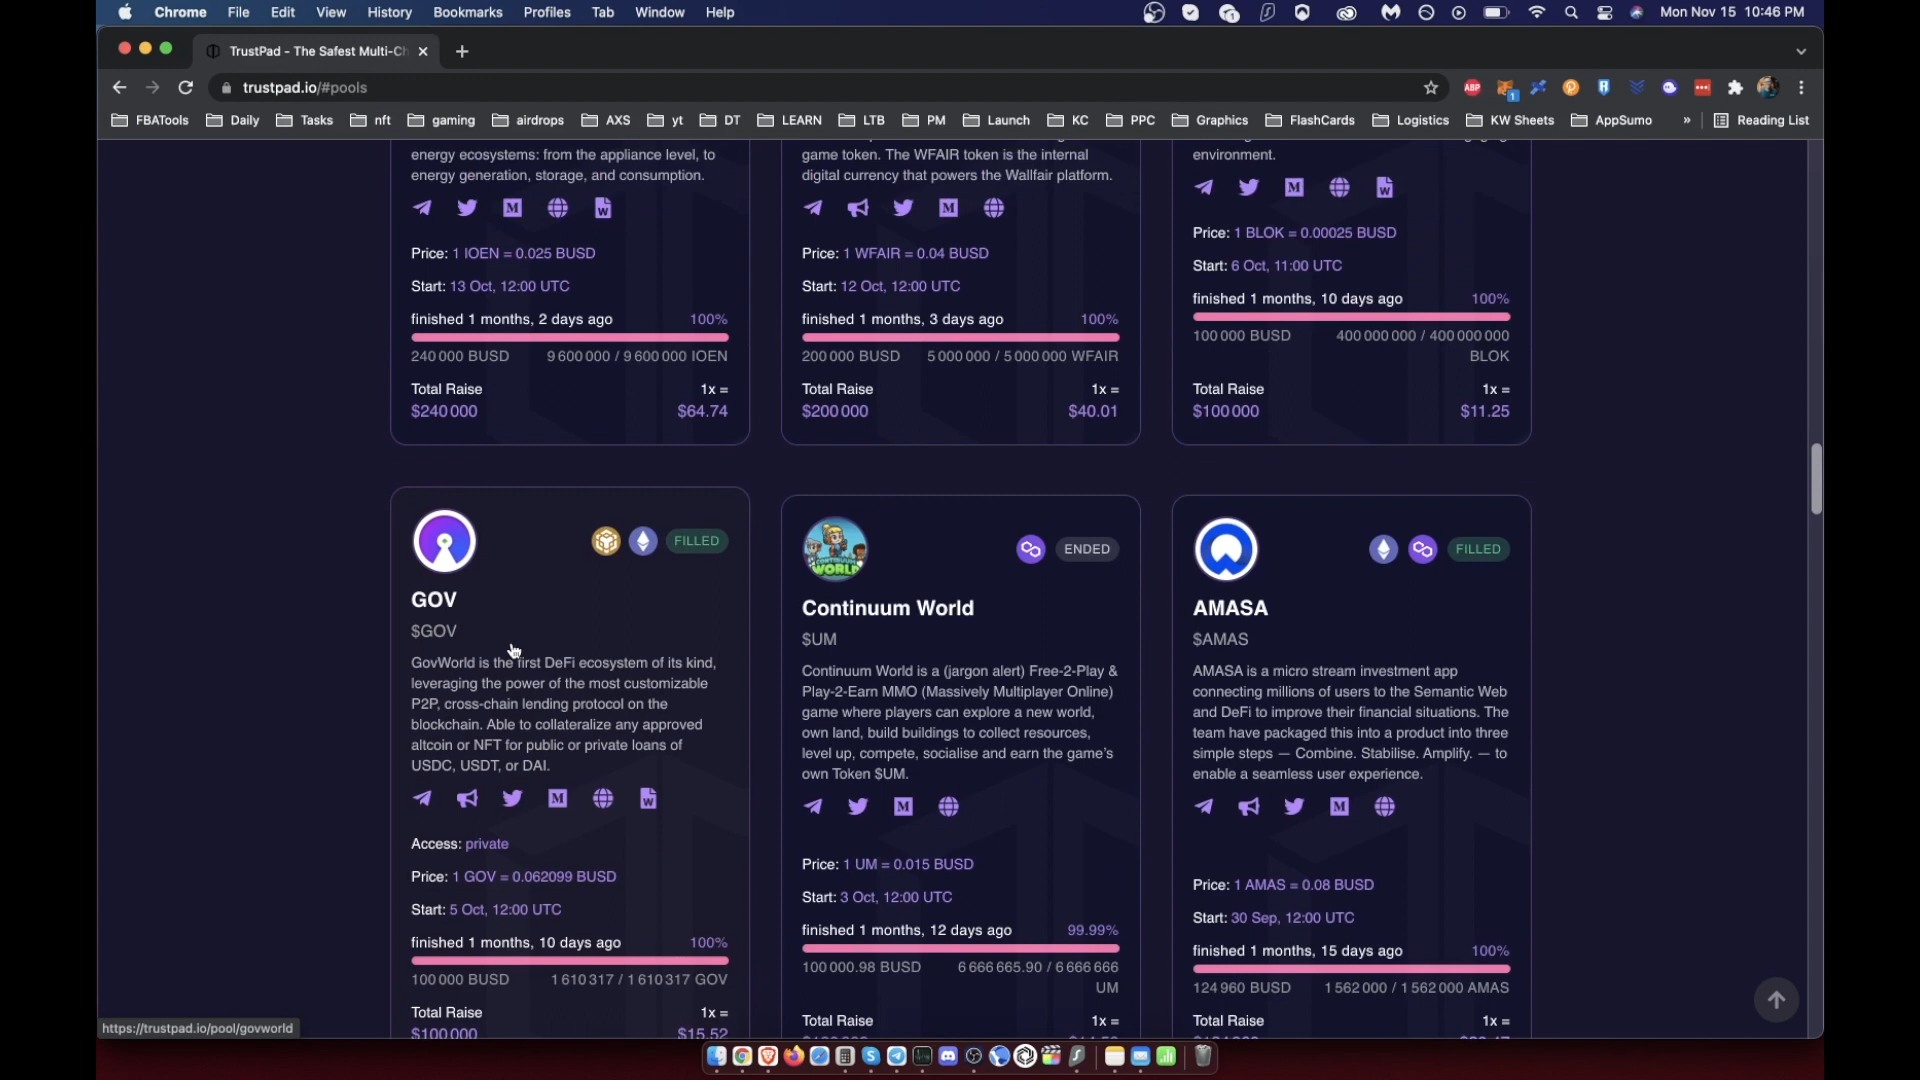 Chrome File Edit View History Bookmarks Profiles Tab Window Help Mon Nov 15 10:46 PM
TrustPad - The Safest Multi-Ch
trustpad.io/#pools
FBATools Daily Tasks nft gaming airdrops AXS yt DT LEARN LTB PM Launch KC PPC Graphics FlashCards Logistics KW Sheets AppSumo » Reading List
energy ecosystems: from the appliance level, to
energy generation, storage, and consumption.
Price: 1 IOEN = 0.025 BUSD
Start: 13 Oct, 12:00 UTC
finished 1 months, 2 days ago 100%
240 000 BUSD 9 600 000 / 9 600 000 IOEN
Total Raise 1x =
$240 000 $64.74
game token. The WFAIR token is the internal
digital currency that powers the Wallfair platform.
Price: 1 WFAIR = 0.04 BUSD
Start: 12 Oct, 12:00 UTC
finished 1 months, 3 days ago 100%
200 000 BUSD 5 000 000 / 5 000 000 WFAIR
Total Raise 1x =
$200 000 $40.01
environment.
Price: 1 BLOK = 0.00025 BUSD
Start: 6 Oct, 11:00 UTC
finished 1 months, 10 days ago 100%
100 000 BUSD 400 000 000 / 400 000 000
BLOK
Total Raise 1x =
$100 000 $11.25
FILLED
GOV
$GOV
GovWorld is the first DeFi ecosystem of its kind,
leveraging the power of the most customizable
P2P, cross-chain lending protocol on the
blockchain. Able to collateralize any approved
altcoin or NFT for public or private loans of
USDC, USDT, or DAI.
Access: private
Price: 1 GOV = 0.062099 BUSD
Start: 5 Oct, 12:00 UTC
finished 1 months, 10 days ago 100%
100 000 BUSD 1 610 317 / 1 610 317 GOV
Total Raise 1x =
$100 000 $15.52
CONTINUUM WORLD
ENDED
Continuum World
$UM
Continuum World is a (jargon alert) Free-2-Play &
Play-2-Earn MMO (Massively Multiplayer Online)
game where players can explore a new world,
own land, build buildings to collect resources,
level up, compete, socialise and earn the game's
own Token $UM.
Price: 1 UM = 0.015 BUSD
Start: 3 Oct, 12:00 UTC
finished 1 months, 12 days ago 99.99%
100 000.98 BUSD 6 666 665.90 / 6 666 666
UM
Total Raise 1x =
FILLED
AMASA
$AMAS
AMASA is a micro stream investment app
connecting millions of users to the Semantic Web
and DeFi to improve their financial situations. The
team have packaged this into a product into three
simple steps — Combine. Stabilise. Amplify. — to
enable a seamless user experience.
Price: 1 AMAS = 0.08 BUSD
Start: 30 Sep, 12:00 UTC
finished 1 months, 15 days ago 100%
124 960 BUSD 1 562 000 / 1 562 000 AMAS
Total Raise 1x =
https://trustpad.io/pool/govworld